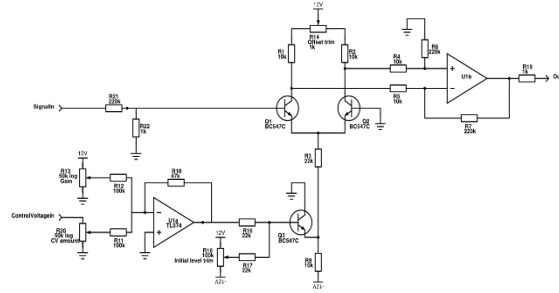 12V
R14
Offset trim
1k
R1
10k
R2
10k
R4
10k
R6
220k
U1b
R19
1k
Out
R5
10k
R7
220k
SignalIn
R21
220k
R22
1k
Q1
BC547C
Q2
BC547C
R3
22k
12V
R13
50k log
Gain
R12
100k
R10
47k
ControlVoltageIn
R20
50k log
CV amount
R11
100k
U1a
TL074
R16
22k
R18
100k
Initial level trim
R17
22k
Q3
BC547C
10k
-12V
-12V